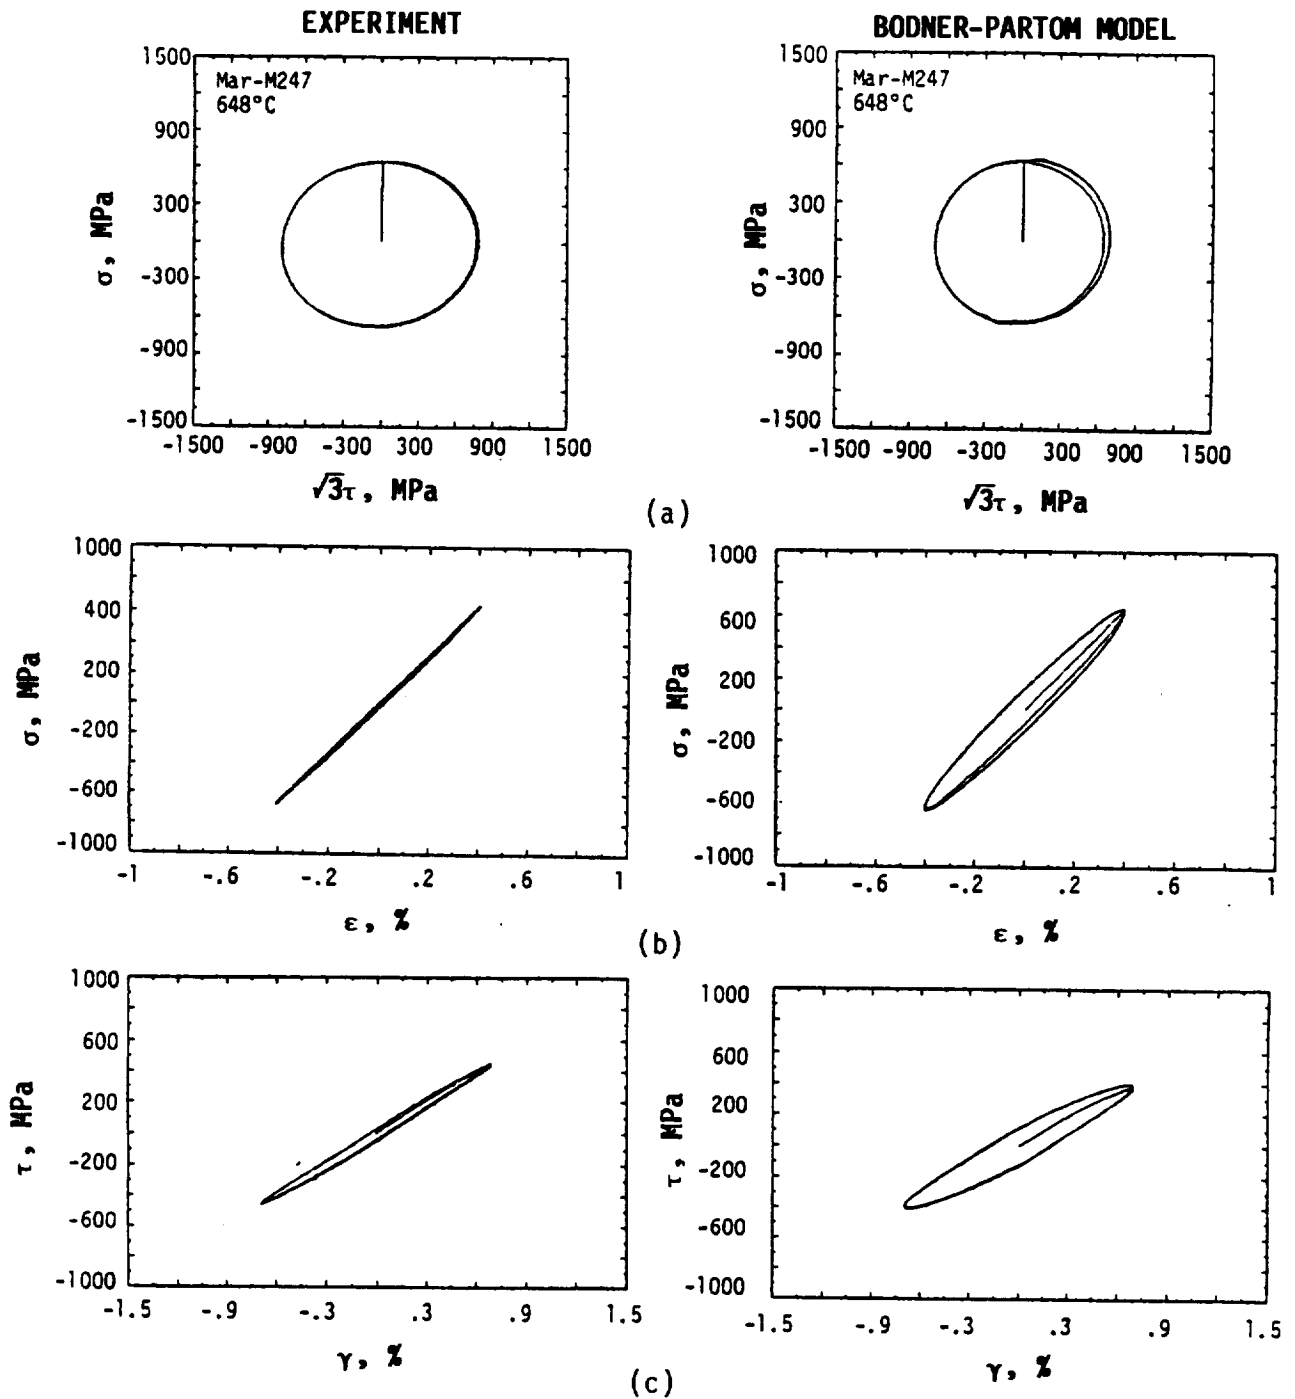 EXPERIMENT
BODNER-PARTOM MODEL
Mar-M247
648°C
1500
900
300
-300
-900
-1500
σ, MPa
-1500 -900 -300 300 900 1500
√3τ, MPa
Mar-M247
648°C
1500
900
300
-300
-900
-1500
σ, MPa
-1500 -900 -300 300 900 1500
√3τ, MPa
(a)
1000
400
200
-200
-600
-1000
σ, MPa
-1 -.6 -.2 .2 .6 1
ε, %
1000
600
200
-200
-600
-1000
σ, MPa
-1 -.6 -.2 .2 .6 1
ε, %
(b)
1000
600
200
-200
-600
-1000
τ, MPa
-1.5 -.9 -.3 .3 .9 1.5
γ, %
1000
600
200
-200
-600
-1000
τ, MPa
-1.5 -.9 -.3 .3 .9 1.5
γ, %
(c)